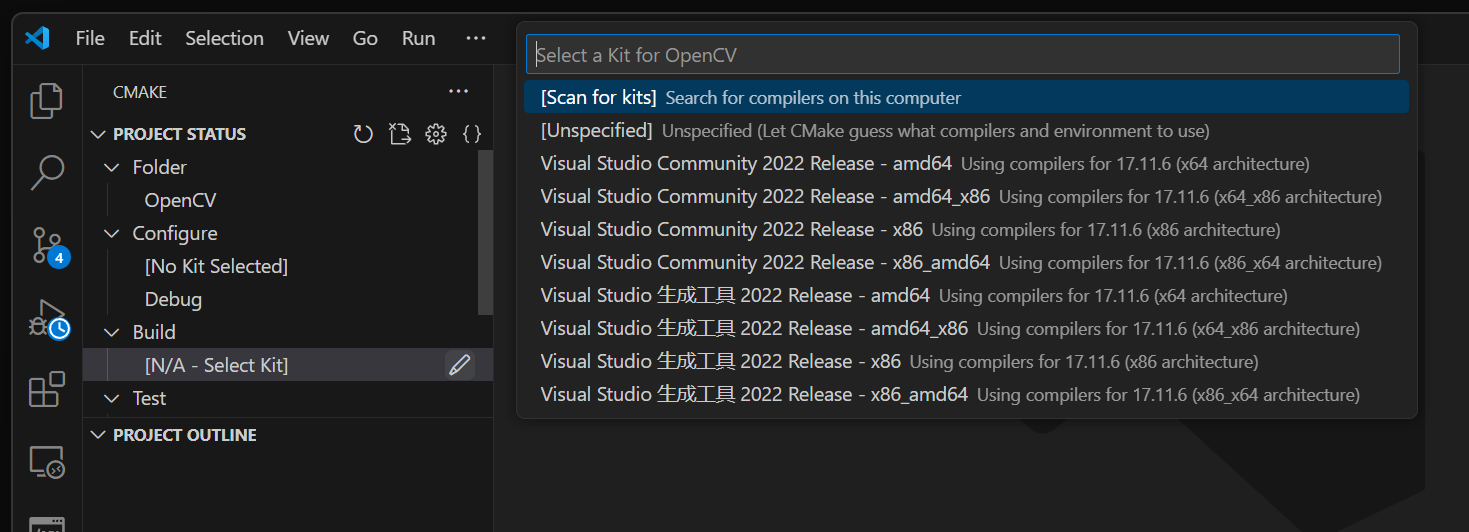 File Edit Selection View Go Run ···
CMAKE ···
PROJECT STATUS {}
Folder
OpenCV
Configure
[No Kit Selected]
Debug
Build
[N/A - Select Kit]
Test
PROJECT OUTLINE
4
Select a Kit for OpenCV
[Scan for kits] Search for compilers on this computer
[Unspecified] Unspecified (Let CMake guess what compilers and environment to use)
Visual Studio Community 2022 Release - amd64 Using compilers for 17.11.6 (x64 architecture)
Visual Studio Community 2022 Release - amd64_x86 Using compilers for 17.11.6 (x64_x86 architecture)
Visual Studio Community 2022 Release - x86 Using compilers for 17.11.6 (x86 architecture)
Visual Studio Community 2022 Release - x86_amd64 Using compilers for 17.11.6 (x86_x64 architecture)
Visual Studio 生成工具 2022 Release - amd64 Using compilers for 17.11.6 (x64 architecture)
Visual Studio 生成工具 2022 Release - amd64_x86 Using compilers for 17.11.6 (x64_x86 architecture)
Visual Studio 生成工具 2022 Release - x86 Using compilers for 17.11.6 (x86 architecture)
Visual Studio 生成工具 2022 Release - x86_amd64 Using compilers for 17.11.6 (x86_x64 architecture)